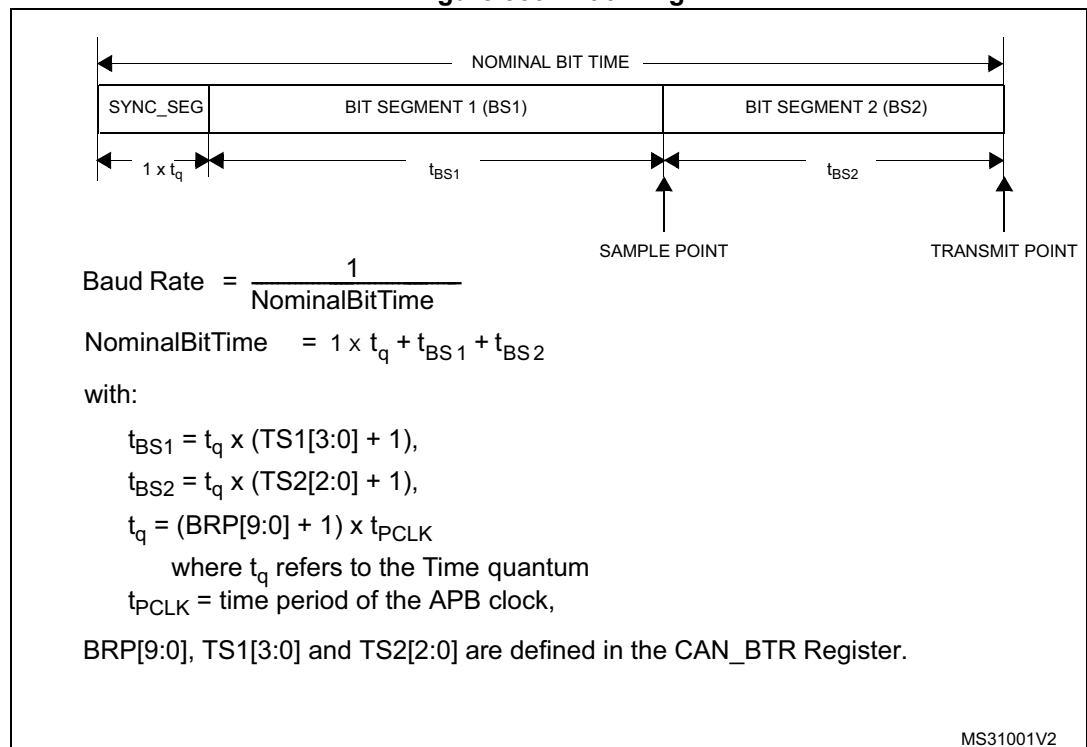 NOMINAL BIT TIME
SYNC_SEG BIT SEGMENT 1 (BS1) BIT SEGMENT 2 (BS2)
1 x tq tBS1 tBS2
SAMPLE POINT TRANSMIT POINT
Baud Rate = 1
NominalBitTime
NominalBitTime = 1 × tq + tBS1 + tBS2
with:
tBS1 = tq x (TS1[3:0] + 1),
tBS2 = tq x (TS2[2:0] + 1),
tq = (BRP[9:0] + 1) x tPCLK
where tq refers to the Time quantum
tPCLK = time period of the APB clock,
BRP[9:0], TS1[3:0] and TS2[2:0] are defined in the CAN_BTR Register.
MS31001V2